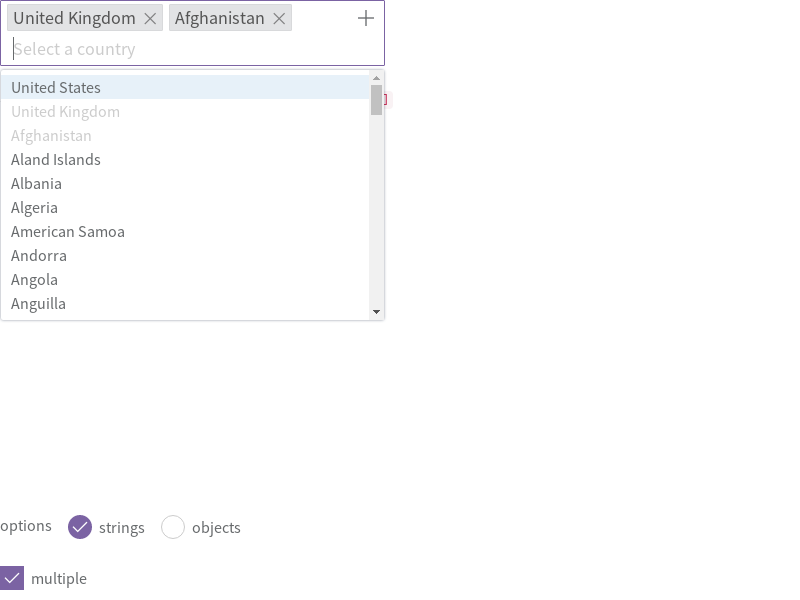 United Kingdom Afghanistan
Select a country
United States
United Kingdom
Afghanistan
Aland Islands
Albania
Algeria
American Samoa
Andorra
Angola
Anguilla
options strings objects
multiple